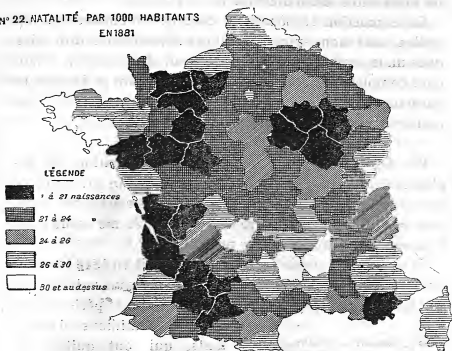 N° 22. NATALITÉ PAR 1000 HABITANTS
EN 1881
LÉGENDE
1 à 21 naissances
21 à 24 "
24 à 26
26 à 30
30 et au dessus